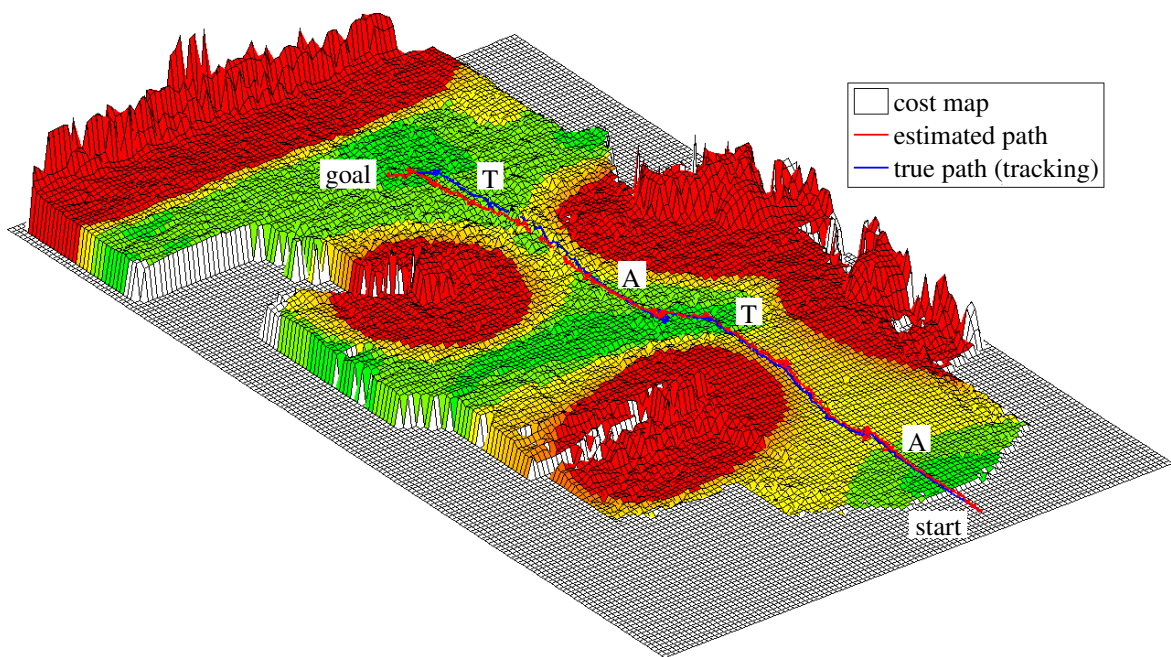 cost map
estimated path
true path (tracking)
goal
T
A
T
A
start